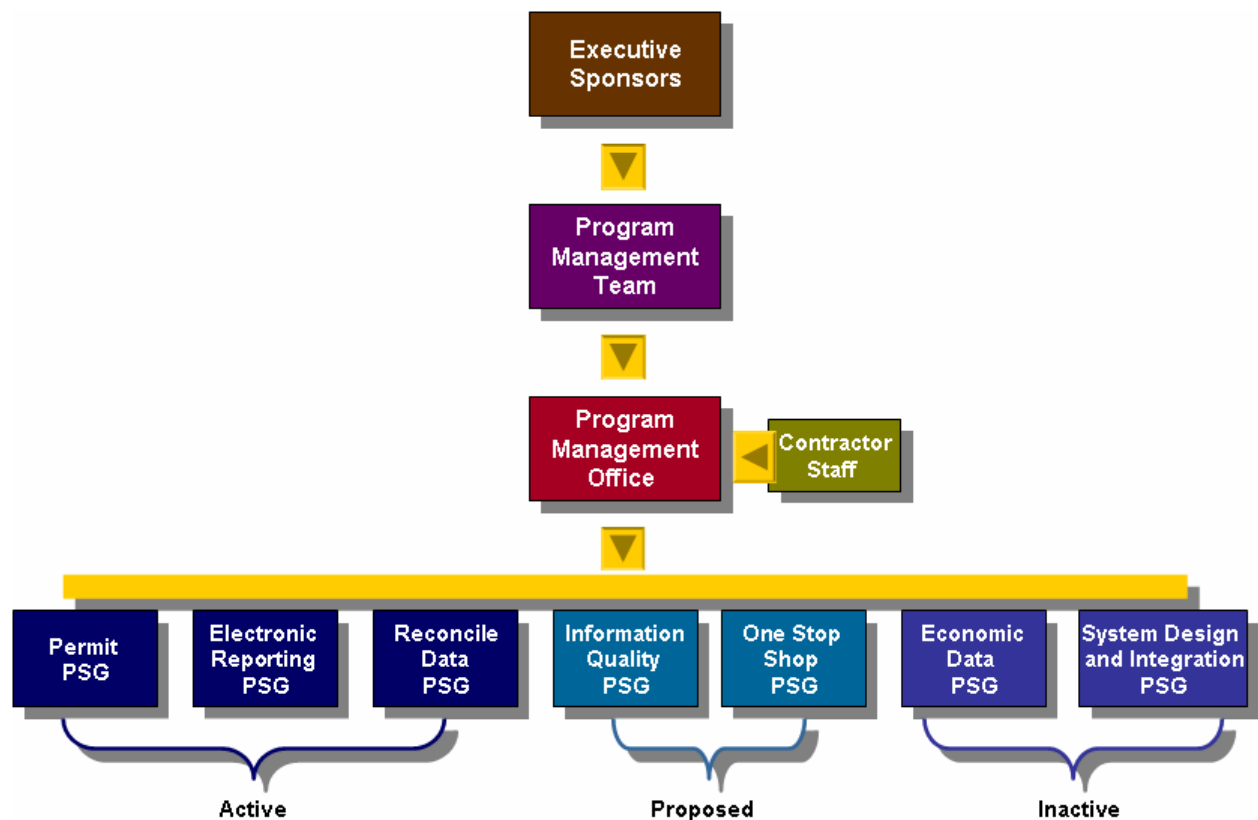 Executive
Sponsors
Program
Management
Team
Program
Management
Office
Contractor
Staff
Permit
PSG
Electronic
Reporting
PSG
Reconcile
Data
PSG
Information
Quality
PSG
One Stop
Shop
PSG
Economic
Data
PSG
System Design
and Integration
PSG
Active
Proposed
Inactive